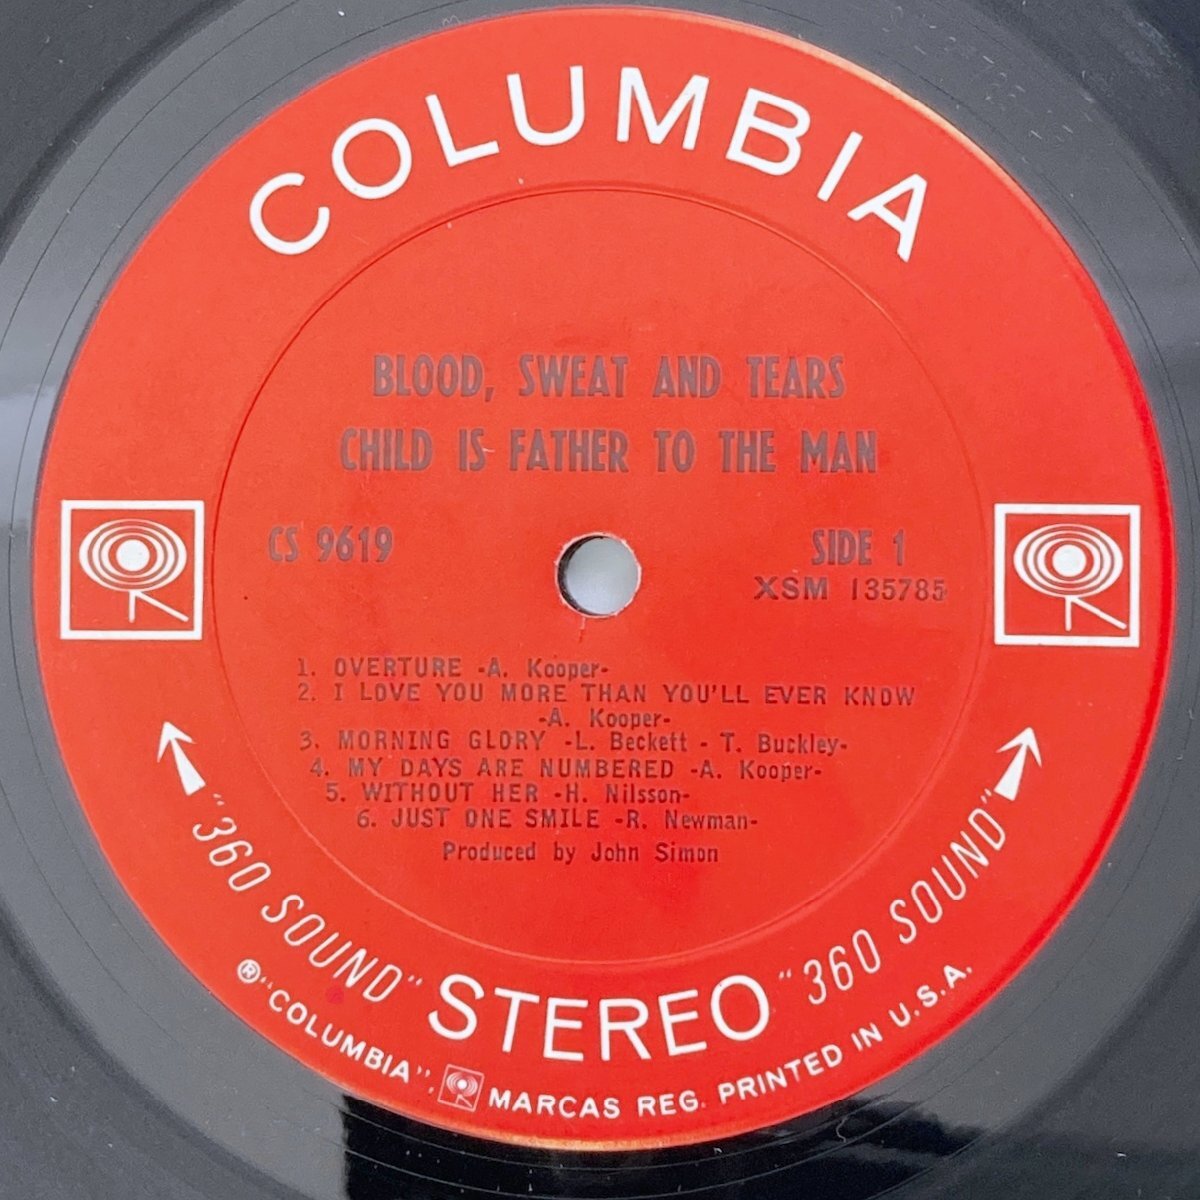 COLUMBIA
BLOOD, SWEAT AND TEARS
CHILD IS FATHER TO THE MAN
CS 9619
SIDE 1
XSM 135785
1. OVERTURE -A. Kooper-
2. I LOVE YOU MORE THAN YOU'LL EVER KNOW
-A. Kooper-
3. MORNING GLORY -L. Beckett - T. Buckley-
4. MY DAYS ARE NUMBERED -A. Kooper-
5. WITHOUT HER -H. Nilsson-
6. JUST ONE SMILE -R. Newman-
Produced by John Simon
"360 SOUND" STEREO "360 SOUND"
® "COLUMBIA", MARCAS REG. PRINTED IN U.S.A.